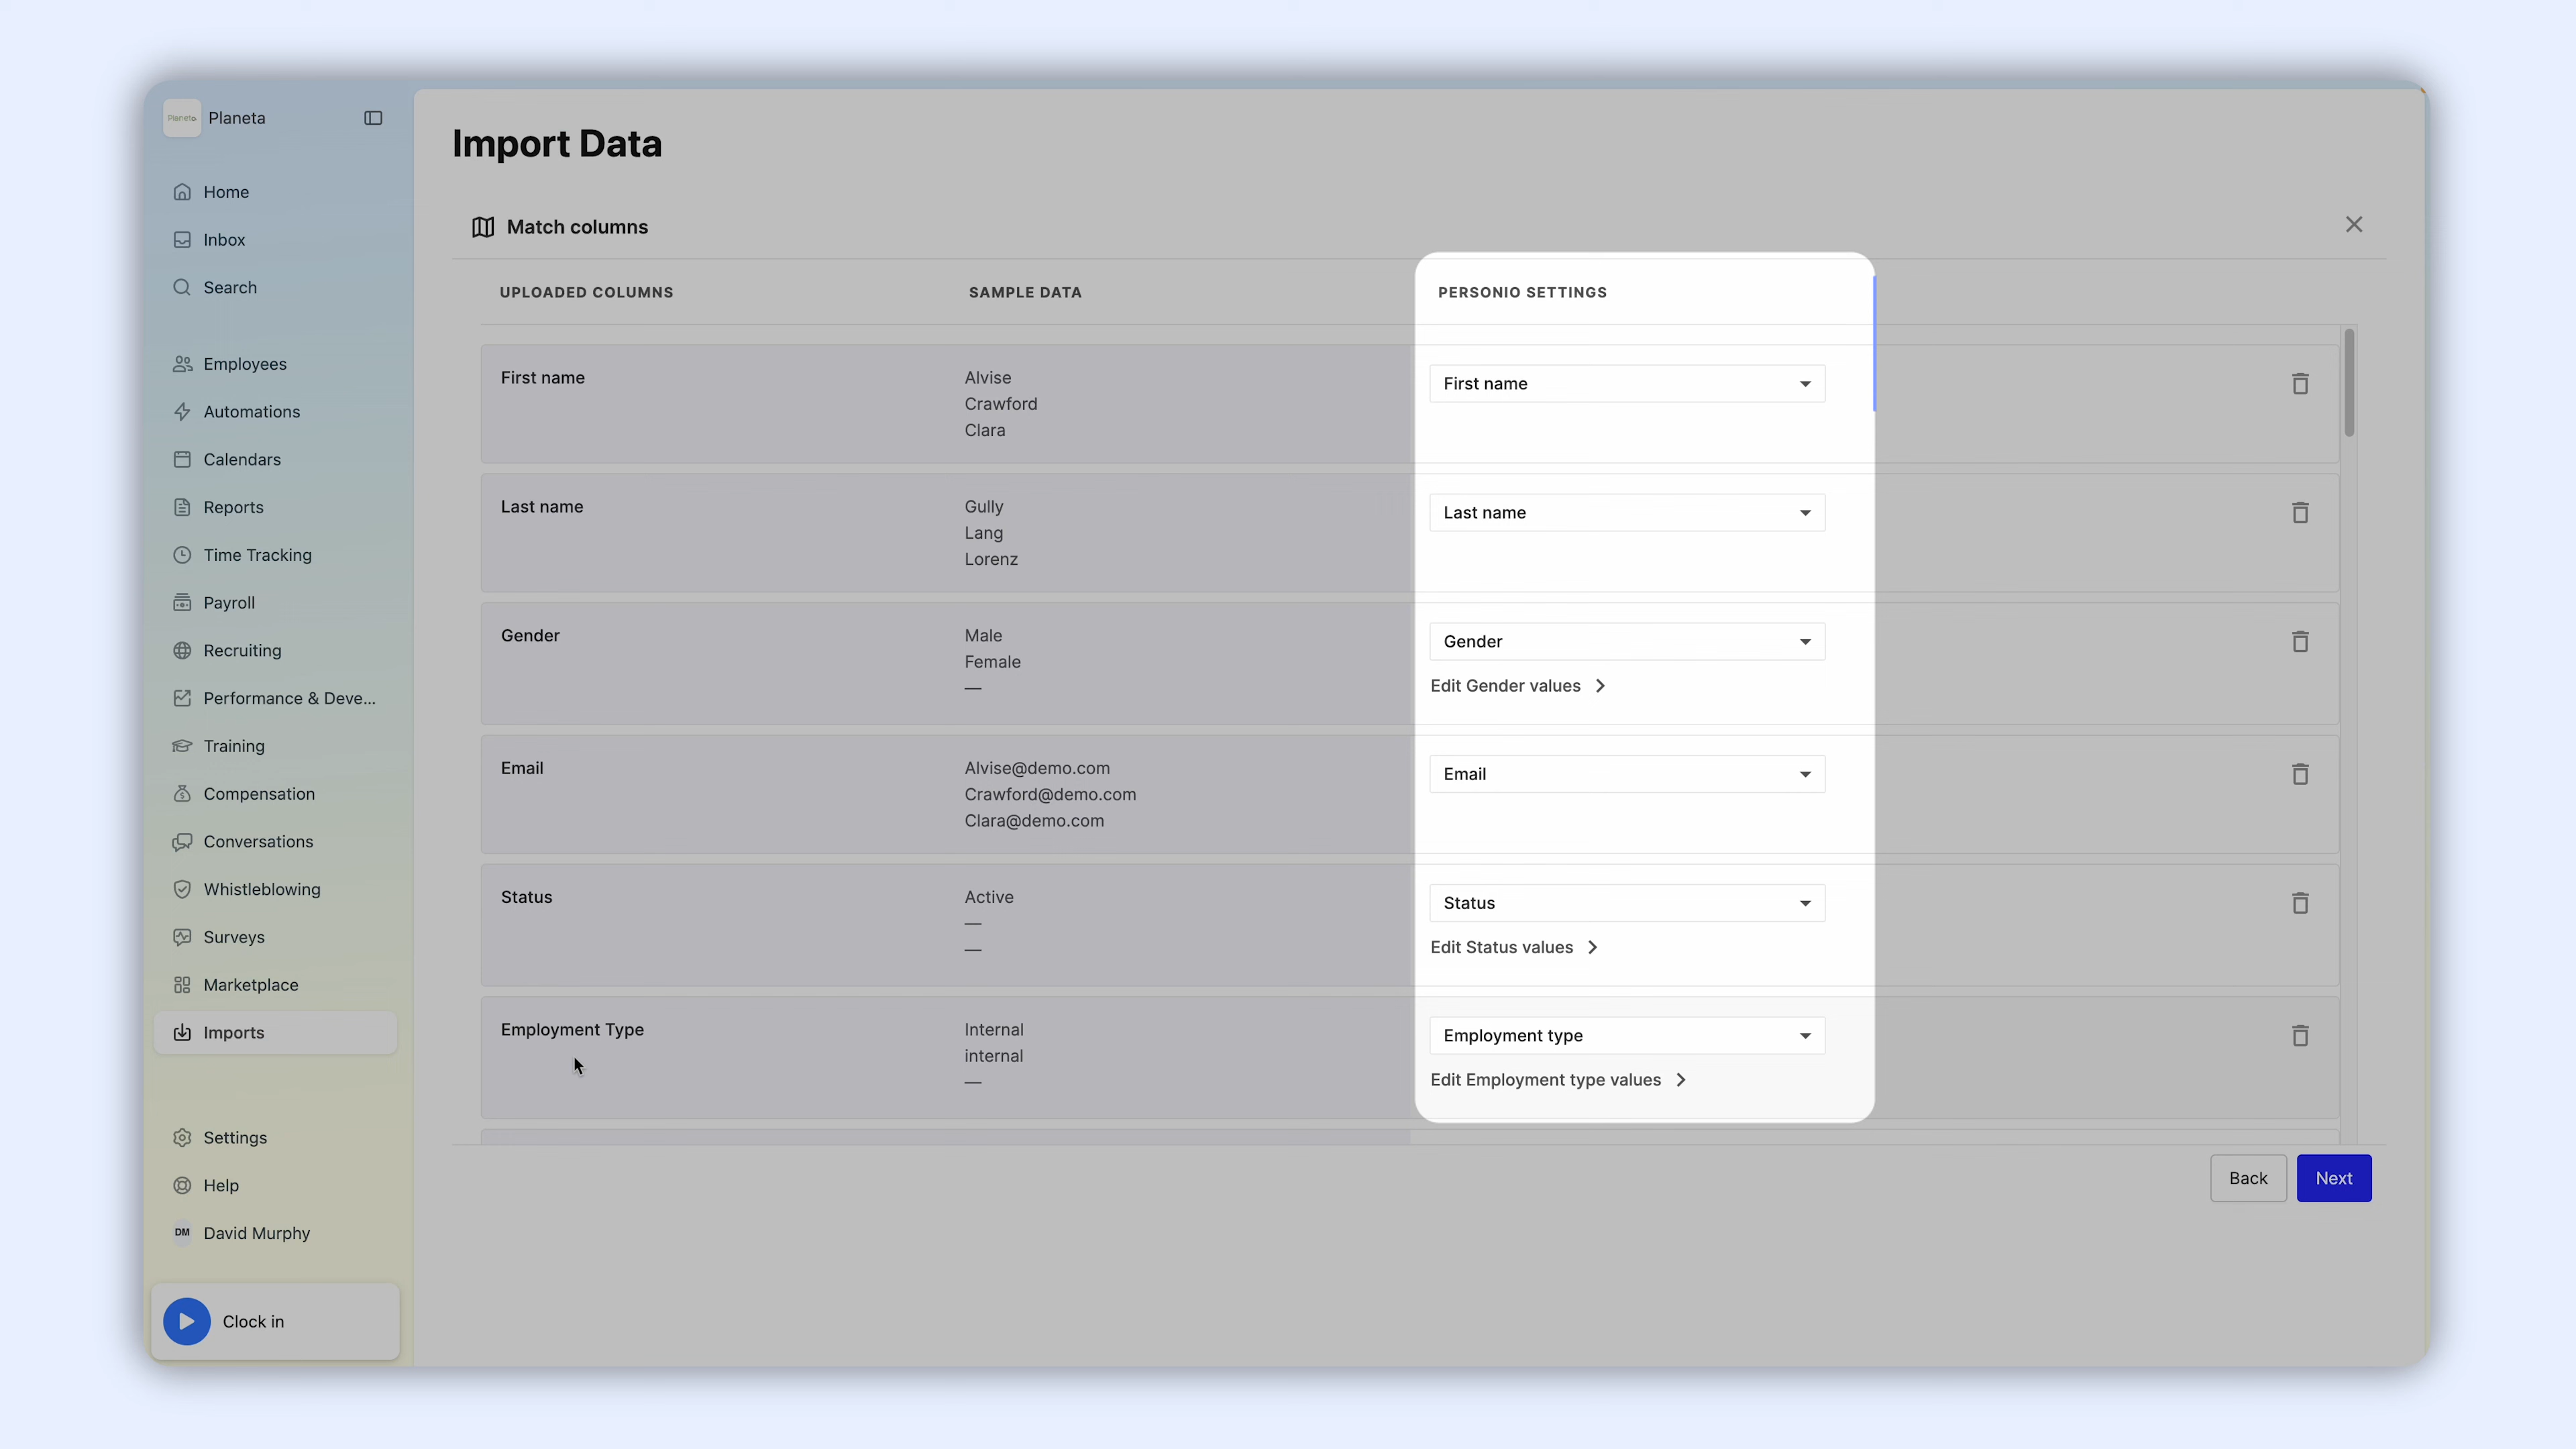 Planeta
Planeta
Home
Inbox
Search
Employees
Automations
Calendars
Reports
Time Tracking
Payroll
Recruiting
Performance & Deve...
Training
Compensation
Conversations
Whistleblowing
Surveys
Marketplace
Imports
Settings
Help
DM David Murphy
Clock in
Import Data
Match columns
UPLOADED COLUMNS SAMPLE DATA PERSONIO SETTINGS
First name
Alvise
Crawford
Clara
First name
Last name
Gully
Lang
Lorenz
Last name
Gender
Male
Female
—
Gender
Edit Gender values
Email
Alvise@demo.com
Crawford@demo.com
Clara@demo.com
Email
Status
Active
—
—
Status
Edit Status values
Employment Type
Internal
internal
—
Employment type
Edit Employment type values
Back
Next